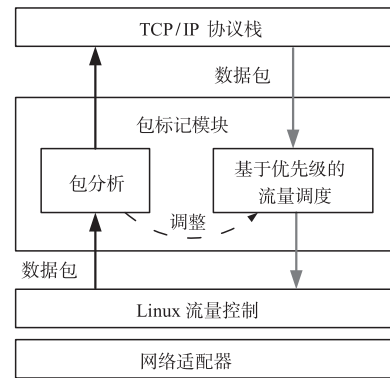 TCP/IP 协议栈
数据包
包标记模块
包分析
基于优先级的
流量调度
调整
数据包
Linux 流量控制
网络适配器